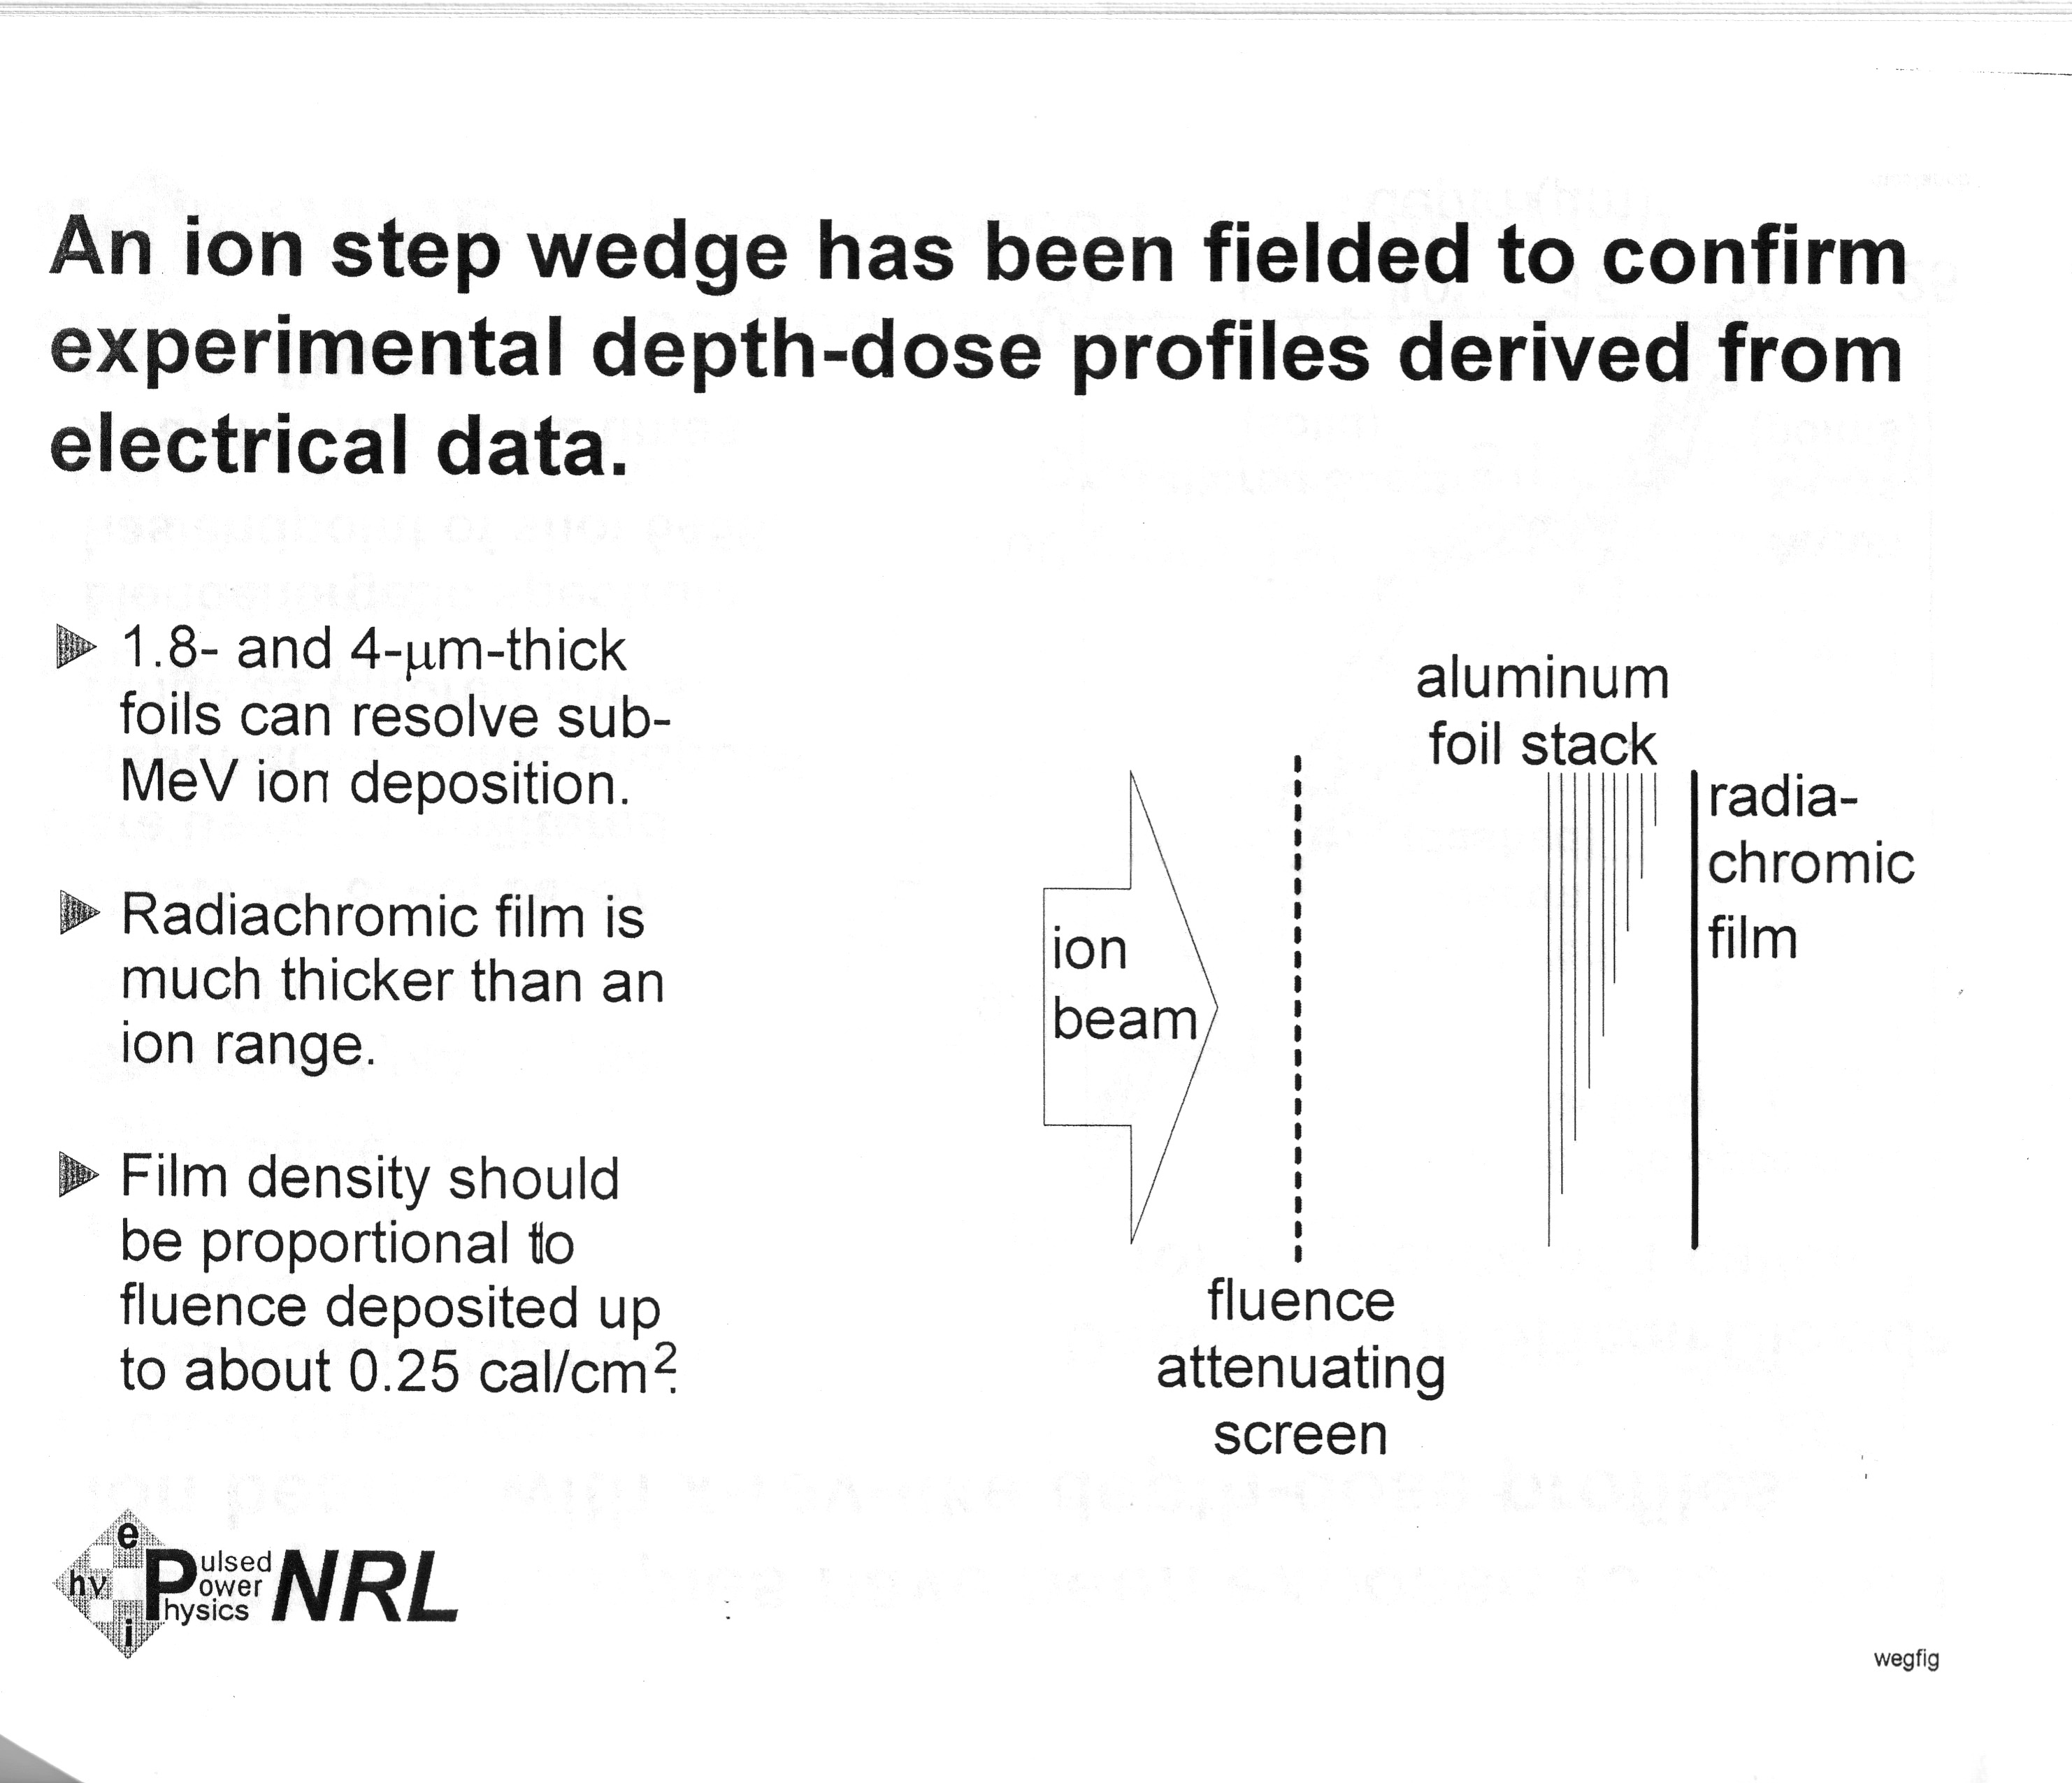 An ion step wedge has been fielded to confirm
experimental depth-dose profiles derived from
electrical data.
1.8- and 4-μm-thick
foils can resolve sub-
MeV ion deposition.
Radiachromic film is
much thicker than an
ion range.
Film density should
be proportional to
fluence deposited up
to about 0.25 cal/cm².
aluminum
foil stack
radia-
chromic
film
ion
beam
fluence
attenuating
screen
e
hν
i
Pulsed
Power
Physics
NRL
wegfig